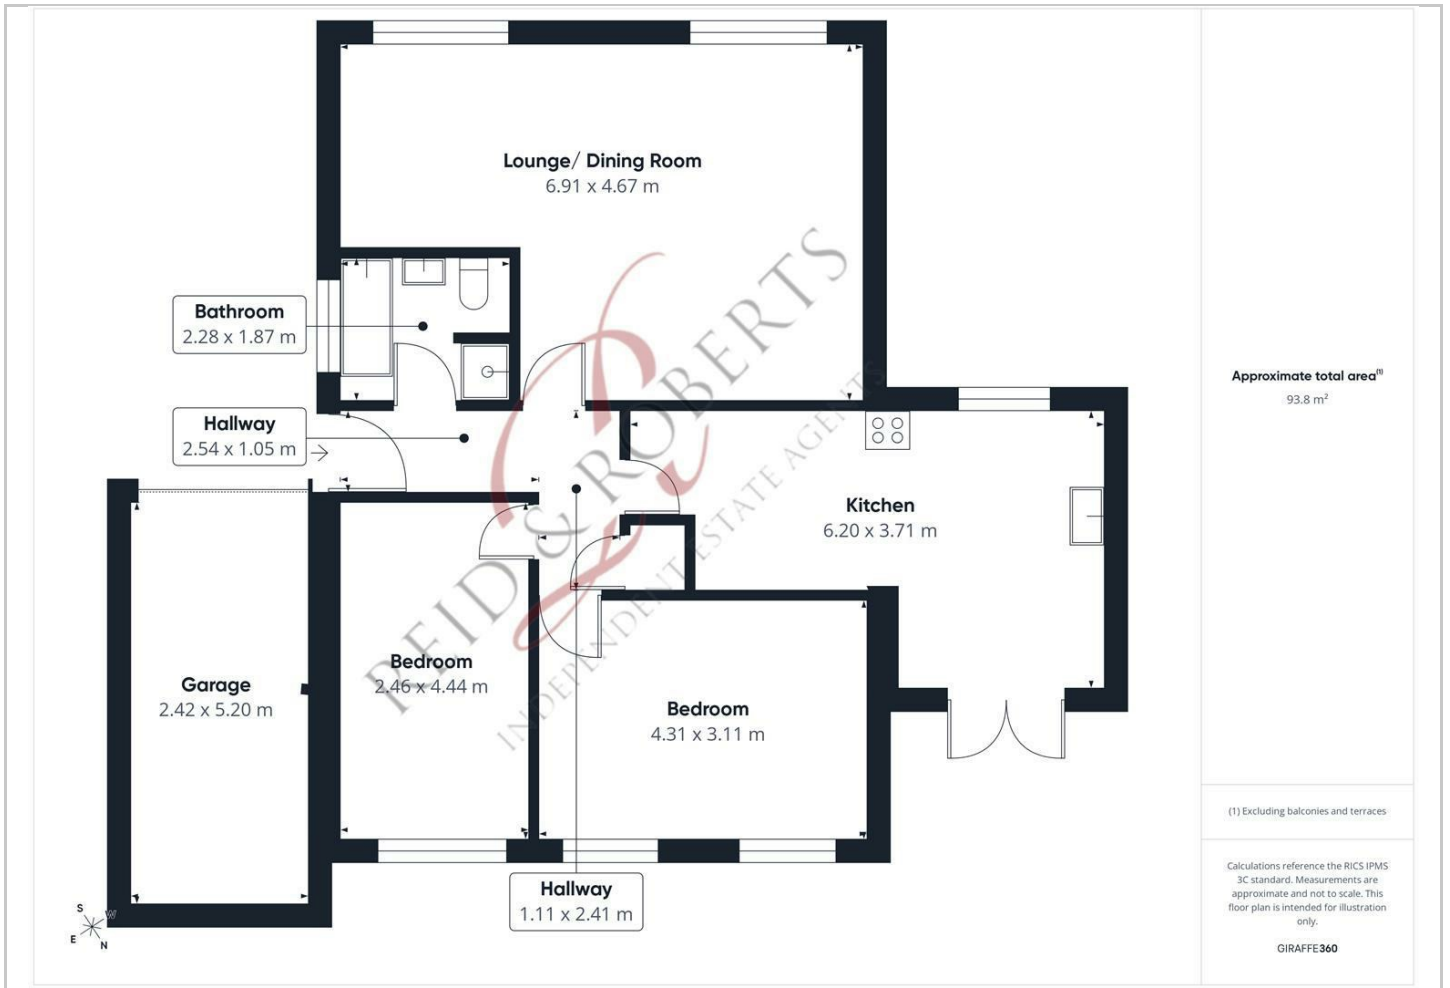 Lounge/ Dining Room
6.91 x 4.67 m
Bathroom
2.28 x 1.87 m
Hallway
2.54 x 1.05 m
Kitchen
6.20 x 3.71 m
Bedroom
2.46 x 4.44 m
Garage
2.42 x 5.20 m
Bedroom
4.31 x 3.11 m
Hallway
1.11 x 2.41 m
REID & ROBERTS
INDEPENDENT ESTATE AGENTS
S
W
E
N
Approximate total area(1)
93.8 m²
(1) Excluding balconies and terraces
Calculations reference the RICS IPMS
3C standard. Measurements are
approximate and not to scale. This
floor plan is intended for illustration
only.
GIRAFFE360